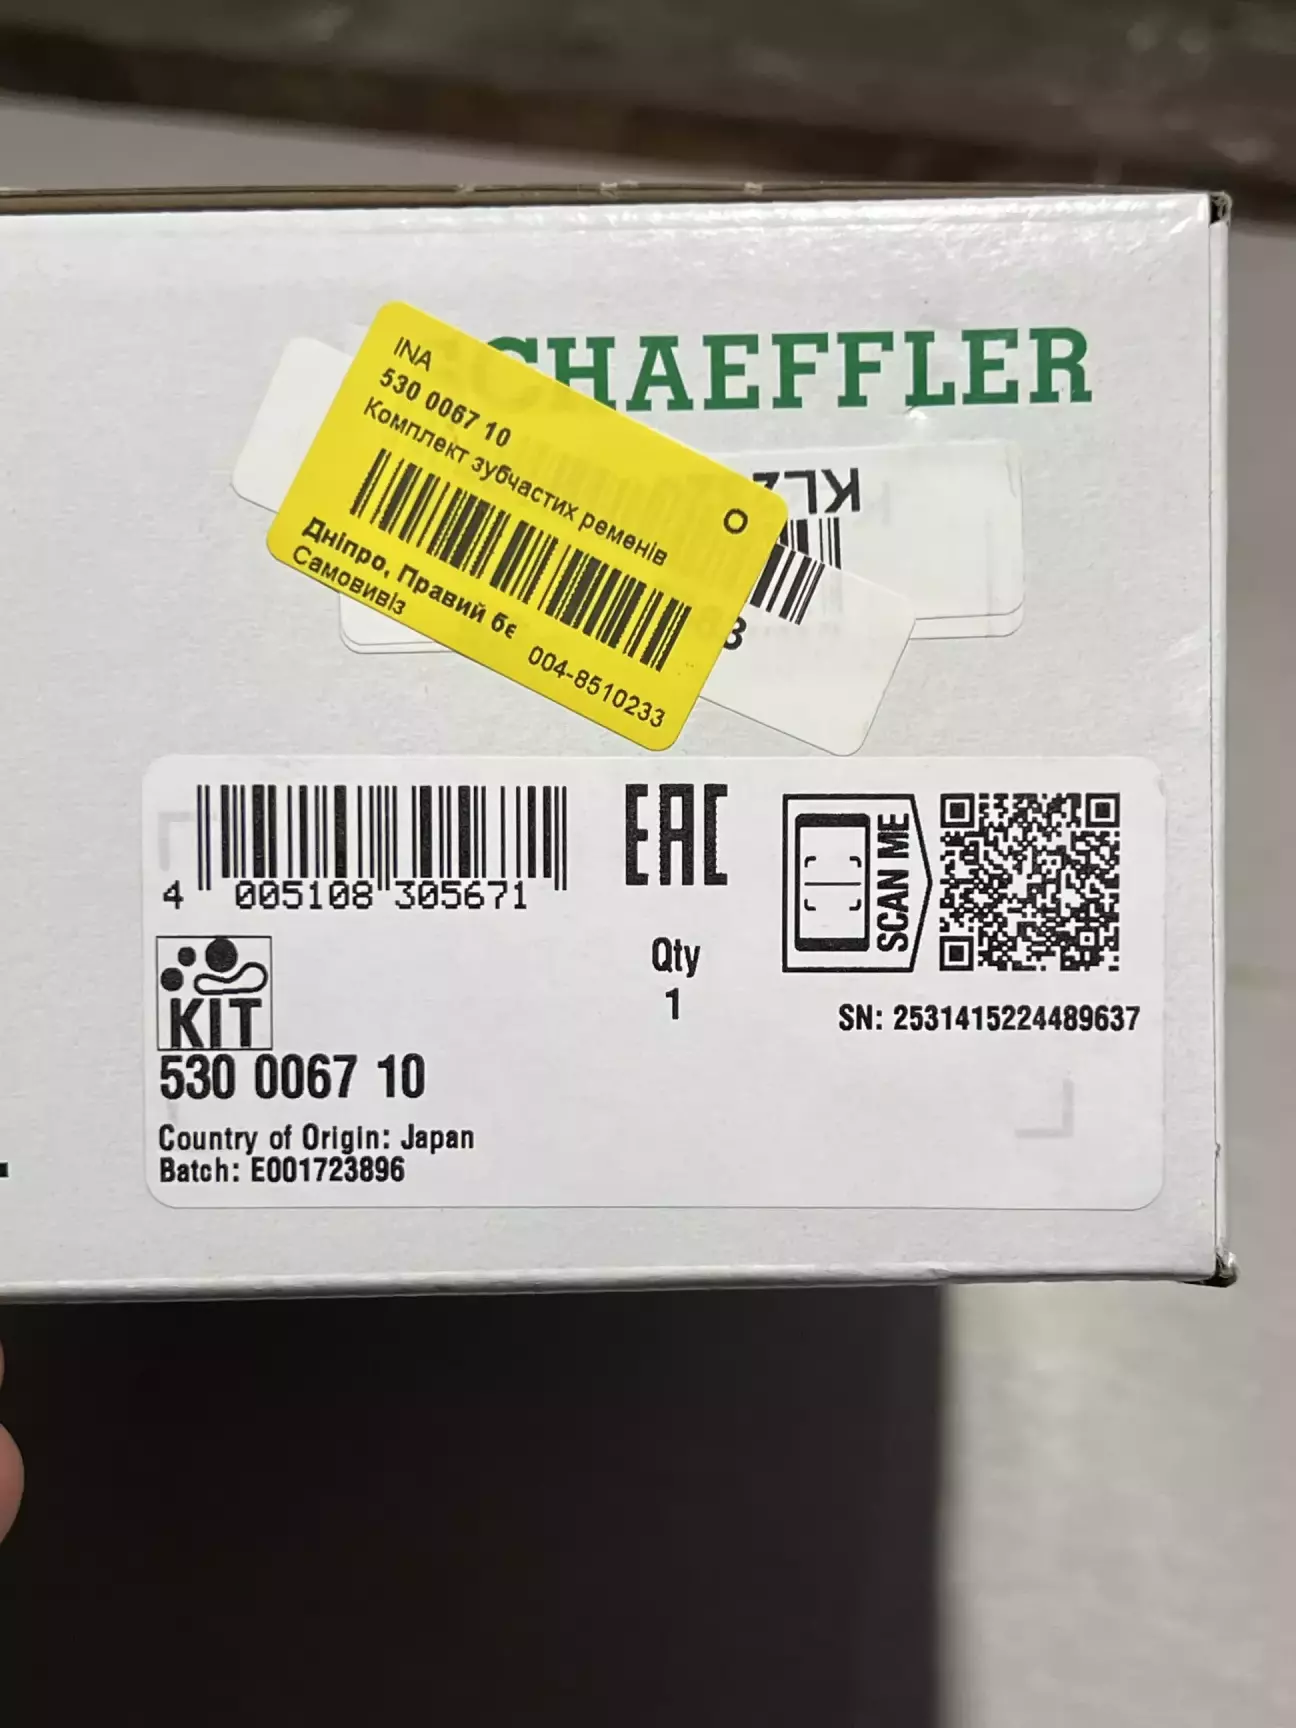 CHAEFFLER
INA
530 0067 10
Комплект зубчастих ременів
O
Дніпро, Правий бе
Самовивіз
004-8510233
KLZ
4 005108 305671
EAC
SCAN ME
Qty
1
SN: 2531415224489637
KIT
530 0067 10
Country of Origin: Japan
Batch: E001723896